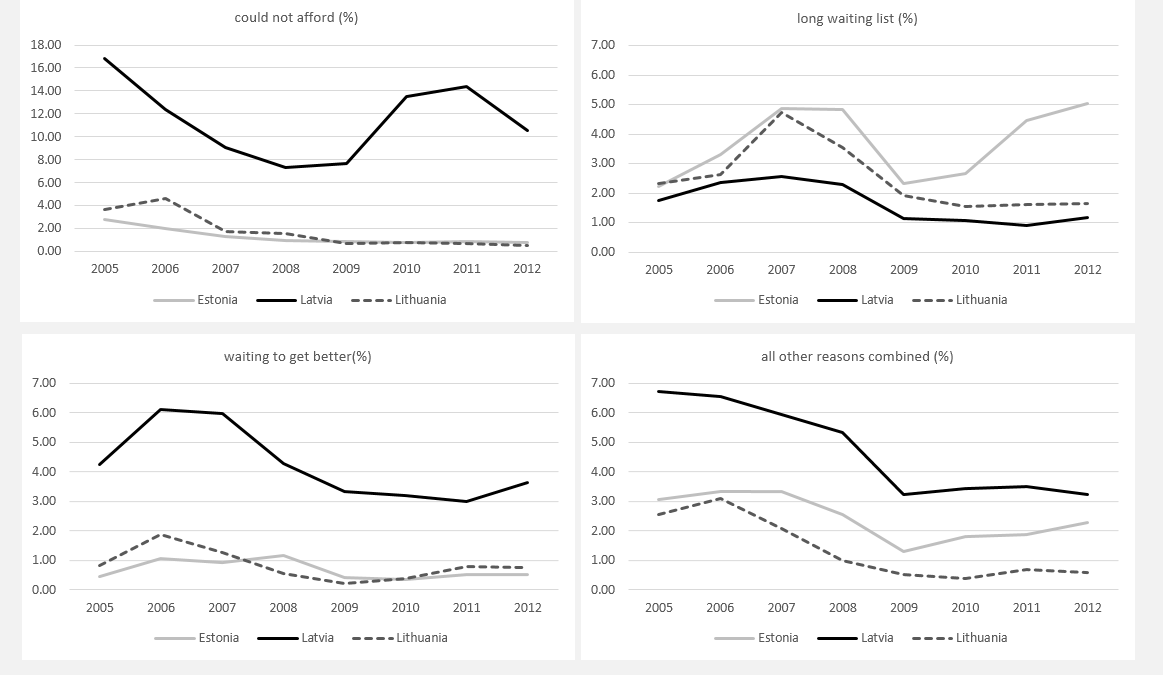 could not afford (%)
18.00
16.00
14.00
12.00
10.00
8.00
6.00
4.00
2.00
0.00
2005 2006 2007 2008 2009 2010 2011 2012
Estonia Latvia Lithuania
long waiting list (%)
7.00
6.00
5.00
4.00
3.00
2.00
1.00
0.00
2005 2006 2007 2008 2009 2010 2011 2012
Estonia Latvia Lithuania
waiting to get better(%)
7.00
6.00
5.00
4.00
3.00
2.00
1.00
0.00
2005 2006 2007 2008 2009 2010 2011 2012
Estonia Latvia Lithuania
all other reasons combined (%)
7.00
6.00
5.00
4.00
3.00
2.00
1.00
0.00
2005 2006 2007 2008 2009 2010 2011 2012
Estonia Latvia Lithuania